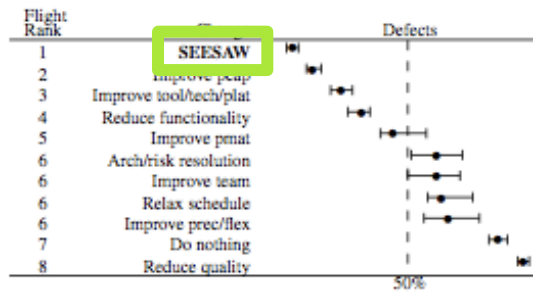 Flight
Rank Defects
1 SEESAW
2 Improve pcap
3 Improve tool/tech/plat
4 Reduce functionality
5 Improve pmat
6 Arch/risk resolution
6 Improve team
6 Relax schedule
6 Improve prec/flex
7 Do nothing
8 Reduce quality
50%